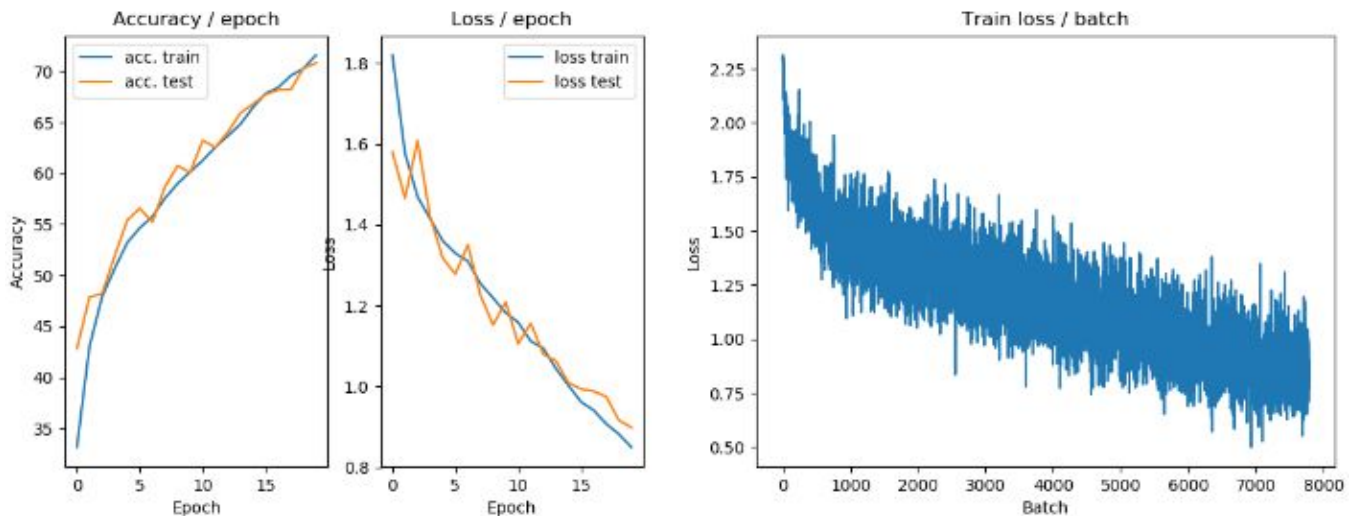 Accuracy / epoch
acc. train
acc. test
70
65
60
55
50
45
40
35
Accuracy
0 5 10 15
Epoch
Loss / epoch
loss train
loss test
1.8
1.6
1.4
1.2
1.0
0.8
Loss
0 5 10 15
Epoch
Train loss / batch
2.25
2.00
1.75
1.50
1.25
1.00
0.75
0.50
Loss
0 1000 2000 3000 4000 5000 6000 7000 8000
Batch